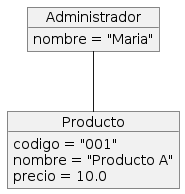 Administrador
nombre = "Maria"
Producto
codigo = "001"
nombre = "Producto A"
precio = 10.0